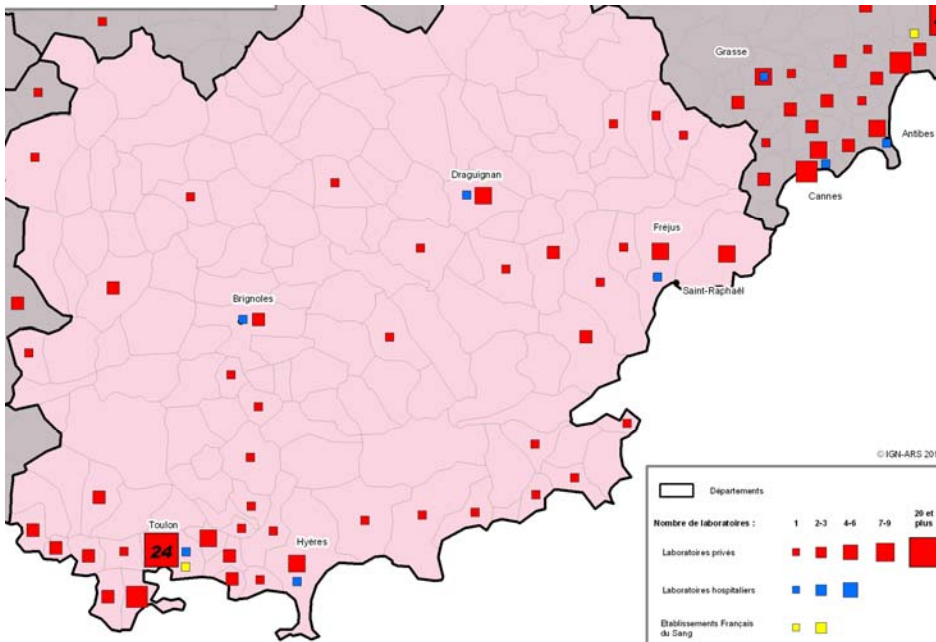 Grasse
Antibes
Cannes
Draguignan
Fréjus
Saint-Raphaël
Brignoles
Toulon
24
Hyères
© IGN-ARS 201
Départements
Nombre de laboratoires : 1 2-3 4-6 7-9 20 et plus
Laboratoires privés
Laboratoires hospitaliers
Etablissements Français
du Sang